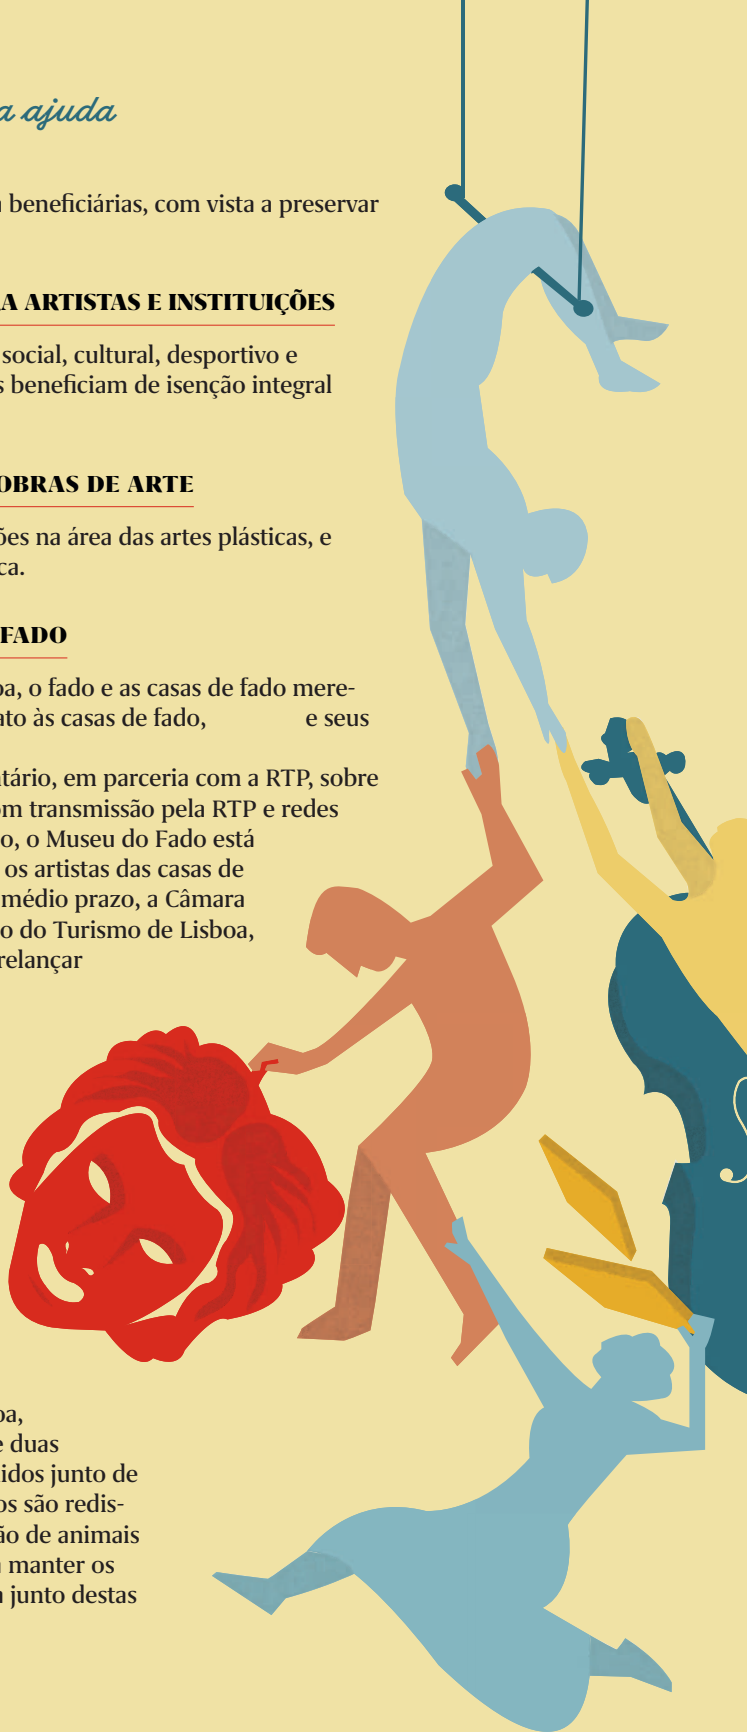 a ajuda
beneficiárias, com vista a preservar
A ARTISTAS E INSTITUIÇÕES
social, cultural, desportivo e
s beneficiam de isenção integral
OBRAS DE ARTE
ões na área das artes plásticas, e
ca.
FADO
oa, o fado e as casas de fado mere-
ato às casas de fado, e seus
tário, em parceria com a RTP, sobre
om transmissão pela RTP e redes
o, o Museu do Fado está
os artistas das casas de
médio prazo, a Câmara
o do Turismo de Lisboa,
relançar
oa,
e duas
idos junto de
os são redis-
ão de animais
manter os
junto destas